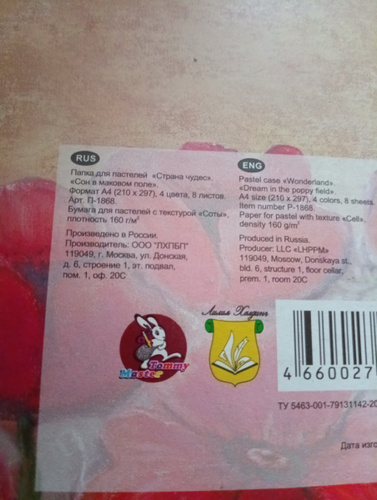 RUS
Папка для пастелей «Страна чудес».
«Сон в маковом поле».
Формат А4 (210 x 297), 4 цвета, 8 листов.
Арт. П-1868.
Бумага для пастелей с текстурой «Соты»,
плотность 160 г/м²
Произведено в России.
Производитель: ООО "ЛХПБП"
119049, г. Москва, ул. Донская,
д. 6, строение 1, эт. подвал,
пом. 1, оф. 20С
ENG
Pastel case «Wonderland».
«Dream in the poppy field».
A4 size (210 x 297), 4 colors, 8 sheets.
Item number P-1868.
Paper for pastel with texture «Cell»,
density 160 g/m²
Produced in Russia.
Producer: LLC «LHPPM»
119049, Moscow, Donskaya st.,
bld. 6, structure 1, floor cellar,
prem. 1, room 20C
Tommy
Master
Лилия Холдинг
4 660027
ТУ 5463-001-79131142-20
Дата изго